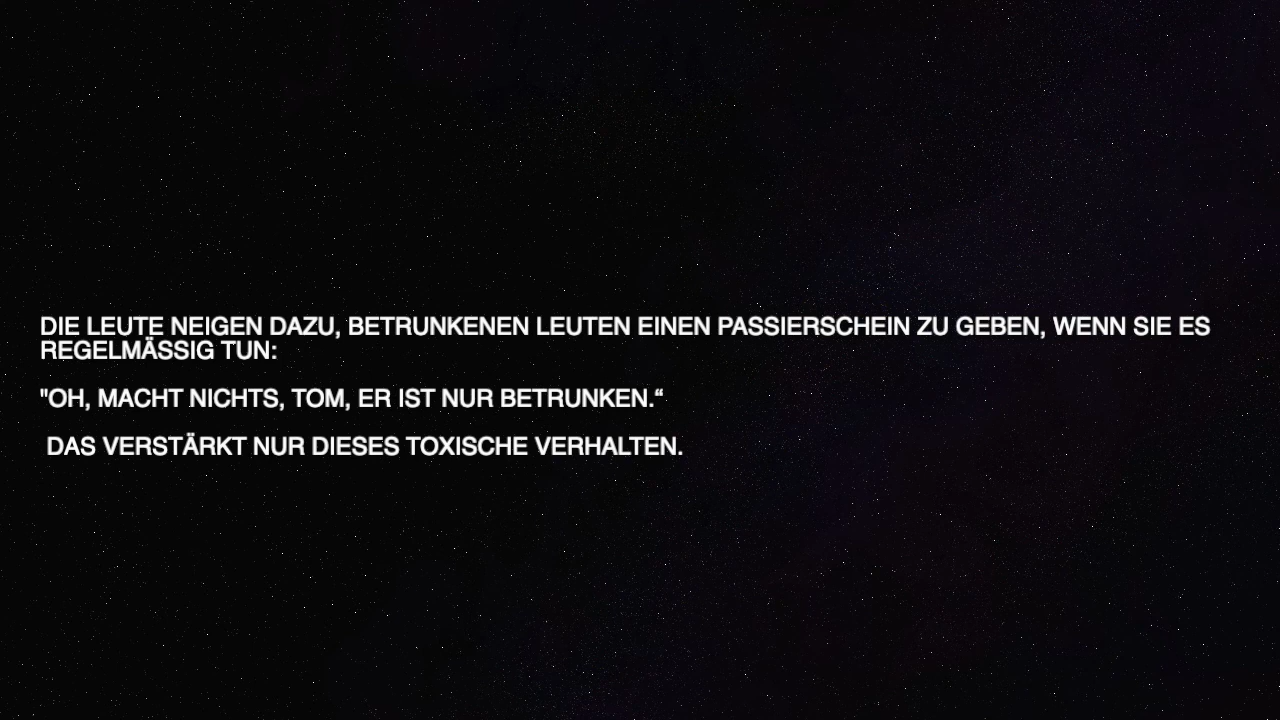 DIE LEUTE NEIGEN DAZU, BETRUNKENEN LEUTEN EINEN PASSIERSCHEIN ZU GEBEN, WENN SIE ES
REGELMÄSSIG TUN:
"OH, MACHT NICHTS, TOM, ER IST NUR BETRUNKEN.“
DAS VERSTÄRKT NUR DIESES TOXISCHE VERHALTEN.